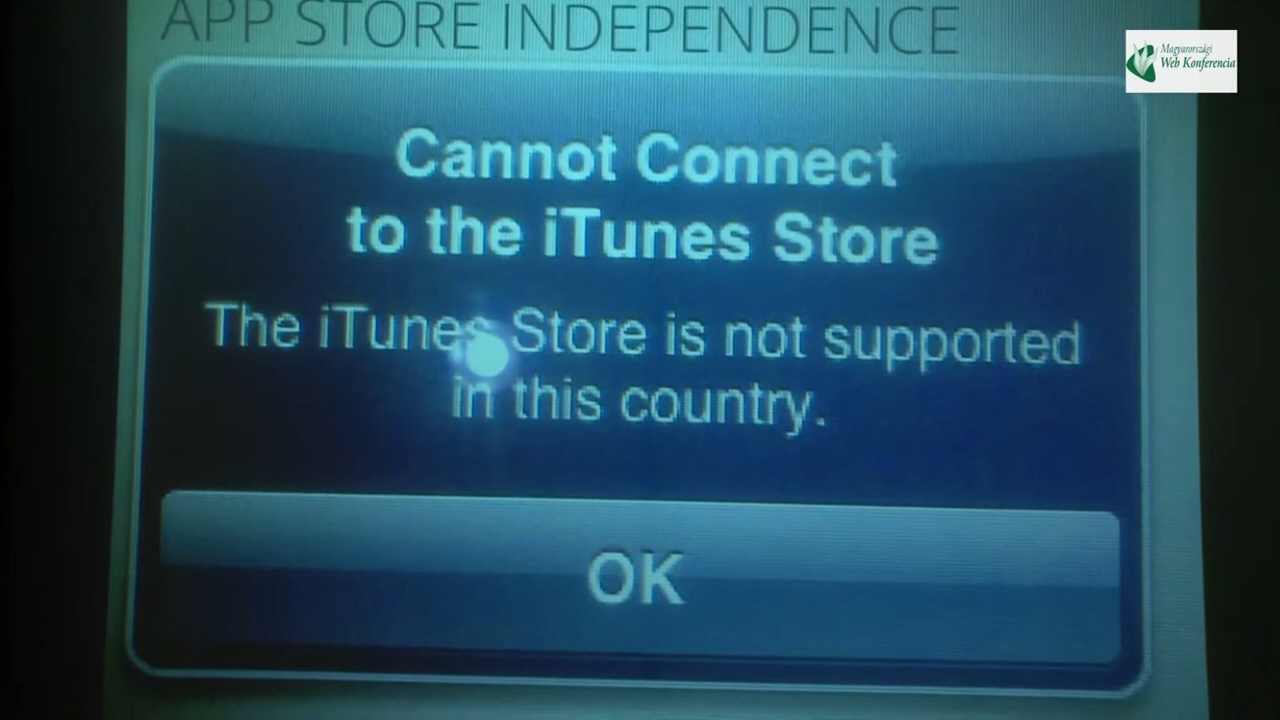 APP STORE INDEPENDENCE
Magyarországi
Web Konferencia
Cannot Connect
to the iTunes Store
The iTunes Store is not supported
in this country.
OK